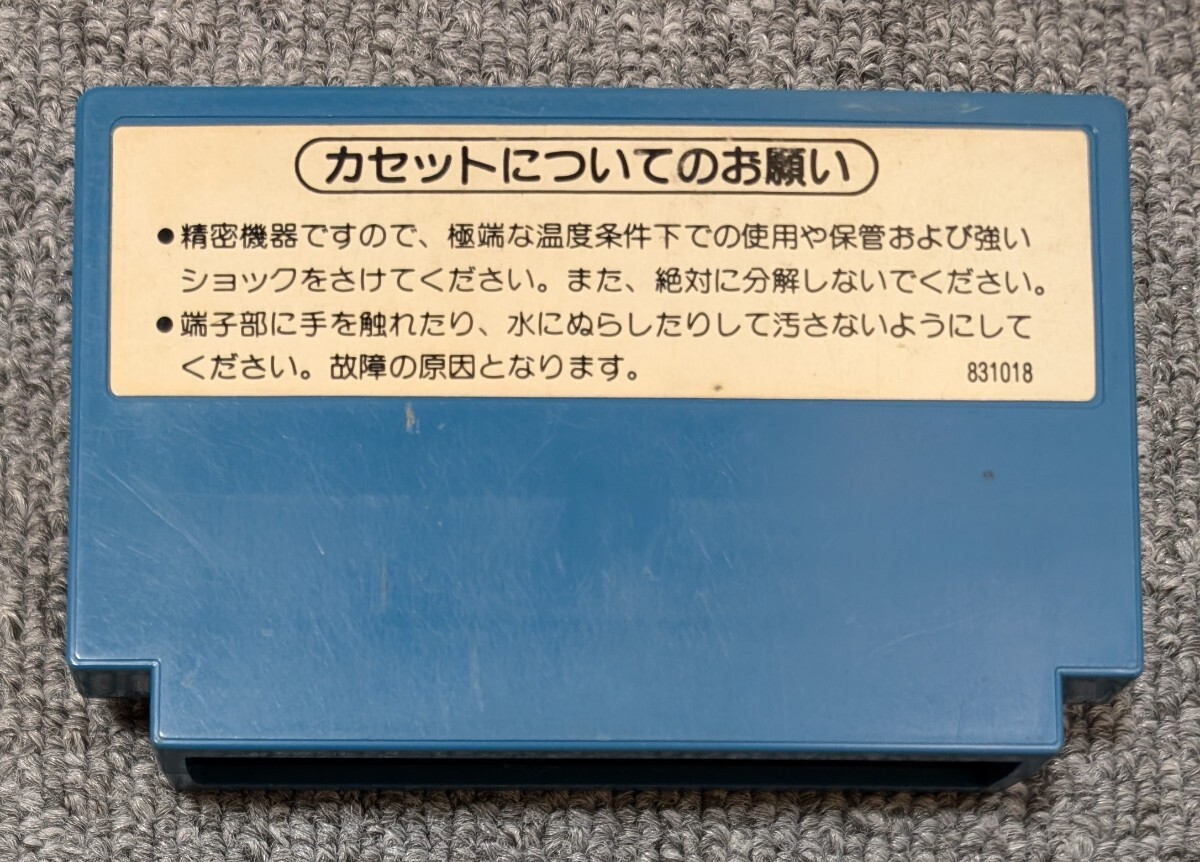 カセットについてのお願い
●精密機器ですので、極端な温度条件下での使用や保管および強い
ショックをさけてください。また、絶対に分解しないでください。
●端子部に手を触れたり、水にぬらしたりして汚さないようにして
ください。故障の原因となります。
831018